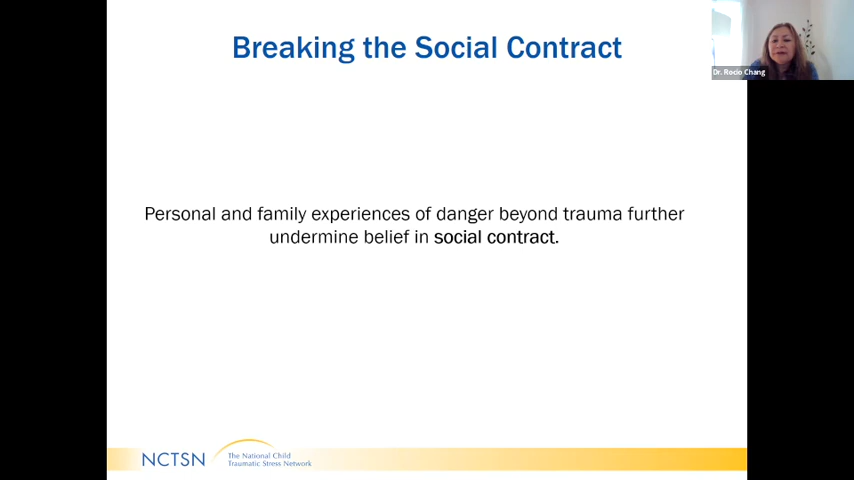 Breaking the Social Contract
Dr. Rocio Chang
Personal and family experiences of danger beyond trauma further
undermine belief in social contract.
NCTSN
The National Child
Traumatic Stress Network